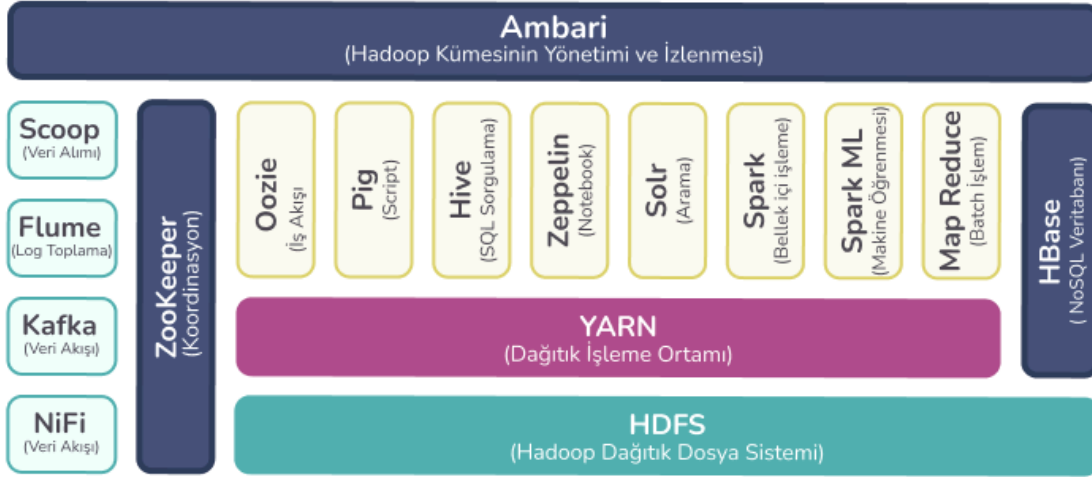 Ambari
(Hadoop Kümesinin Yönetimi ve İzlenmesi)
Scoop
(Veri Alımı)
Flume
(Log Toplama)
Kafka
(Veri Akışı)
NiFi
(Veri Akışı)
ZooKeeper
(Koordinasyon)
Oozie
(İş Akışı)
Pig
(Script)
Hive
(SQL Sorgulama)
Zeppelin
(Notebook)
Solr
(Arama)
Spark
(Bellek içi işleme)
Spark ML
(Makine Öğrenmesi)
Map Reduce
(Batch İşlem)
HBase
( NoSQL Veritabanı)
YARN
(Dağıtık İşleme Ortamı)
HDFS
(Hadoop Dağıtık Dosya Sistemi)